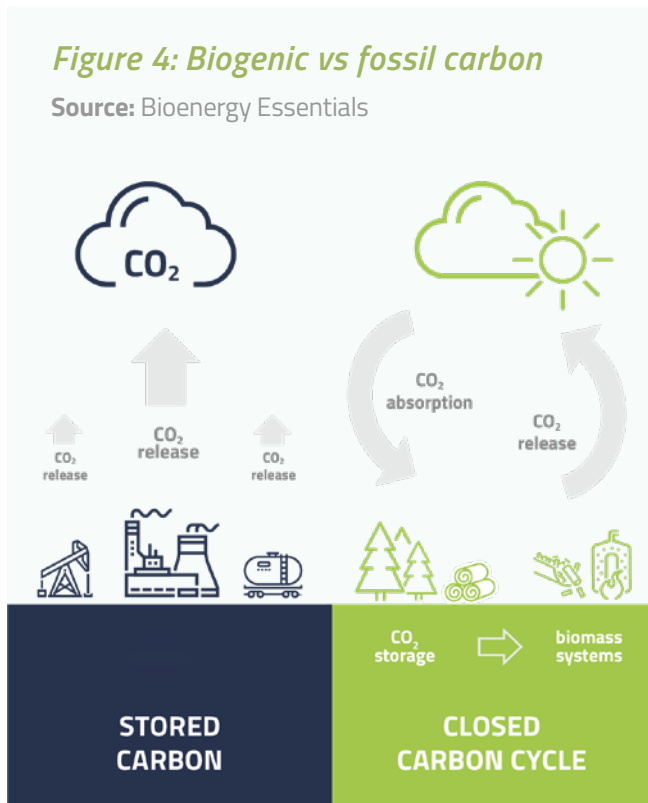 Figure 4: Biogenic vs fossil carbon
Source: Bioenergy Essentials
CO₂
CO₂
release
CO₂
release
CO₂
release
STORED
CARBON
CO₂
absorption
CO₂
release
CO₂
storage
biomass
systems
CLOSED
CARBON CYCLE